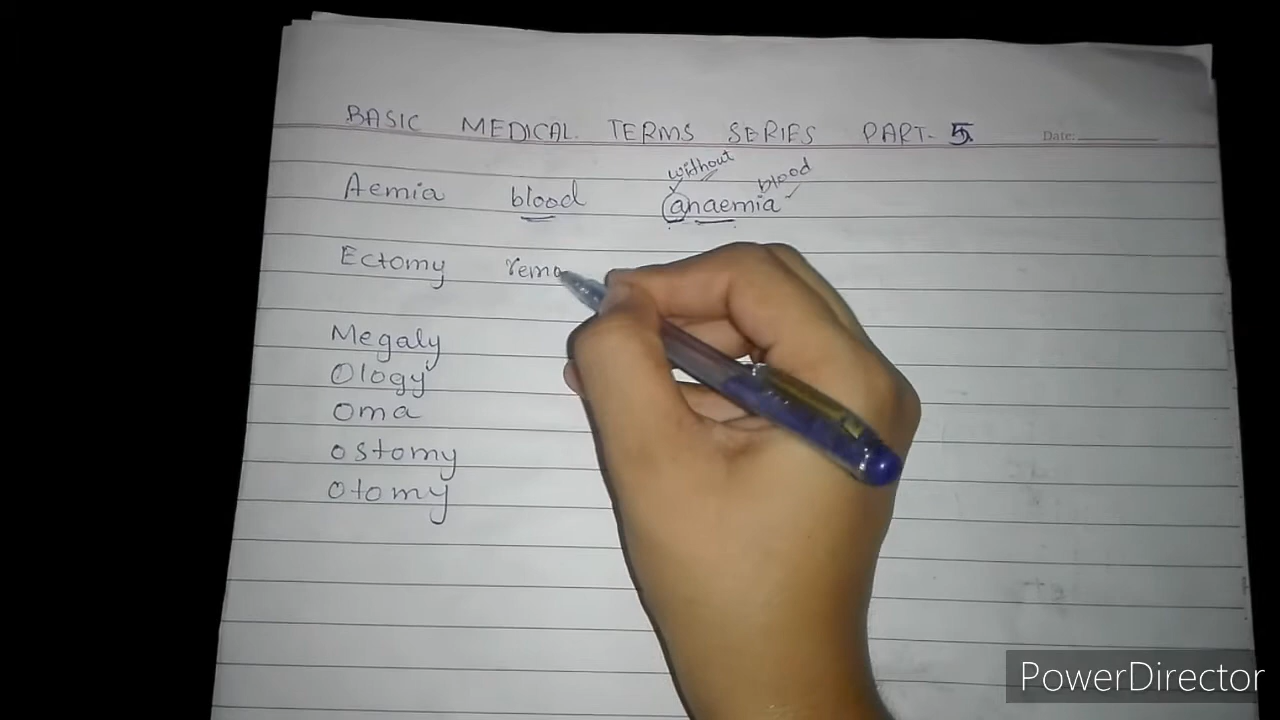 BASIC MEDICAL TERMS SERIES PART-5.
Date:
without
blood
Aemia blood anaemia
Ectomy remo
Megaly
Ology
Oma
ostomy
Otomy
PowerDirector